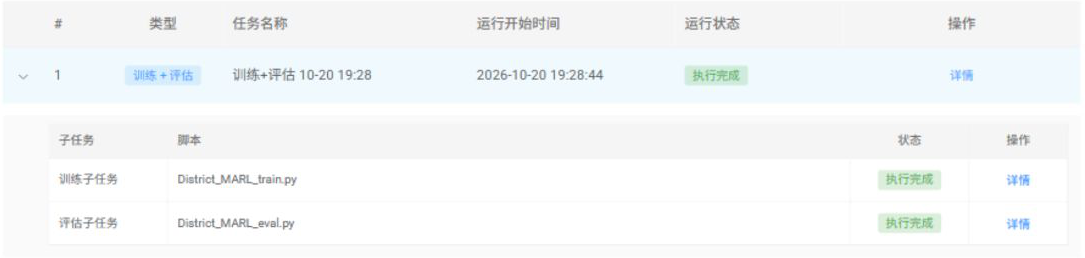 # 类型 任务名称 运行开始时间 运行状态 操作
1 训练+评估 训练+评估 10-20 19:28 2026-10-20 19:28:44 执行完成 详情
子任务 脚本 状态 操作
训练子任务 District_MARL_train.py 执行完成 详情
评估子任务 District_MARL_eval.py 执行完成 详情